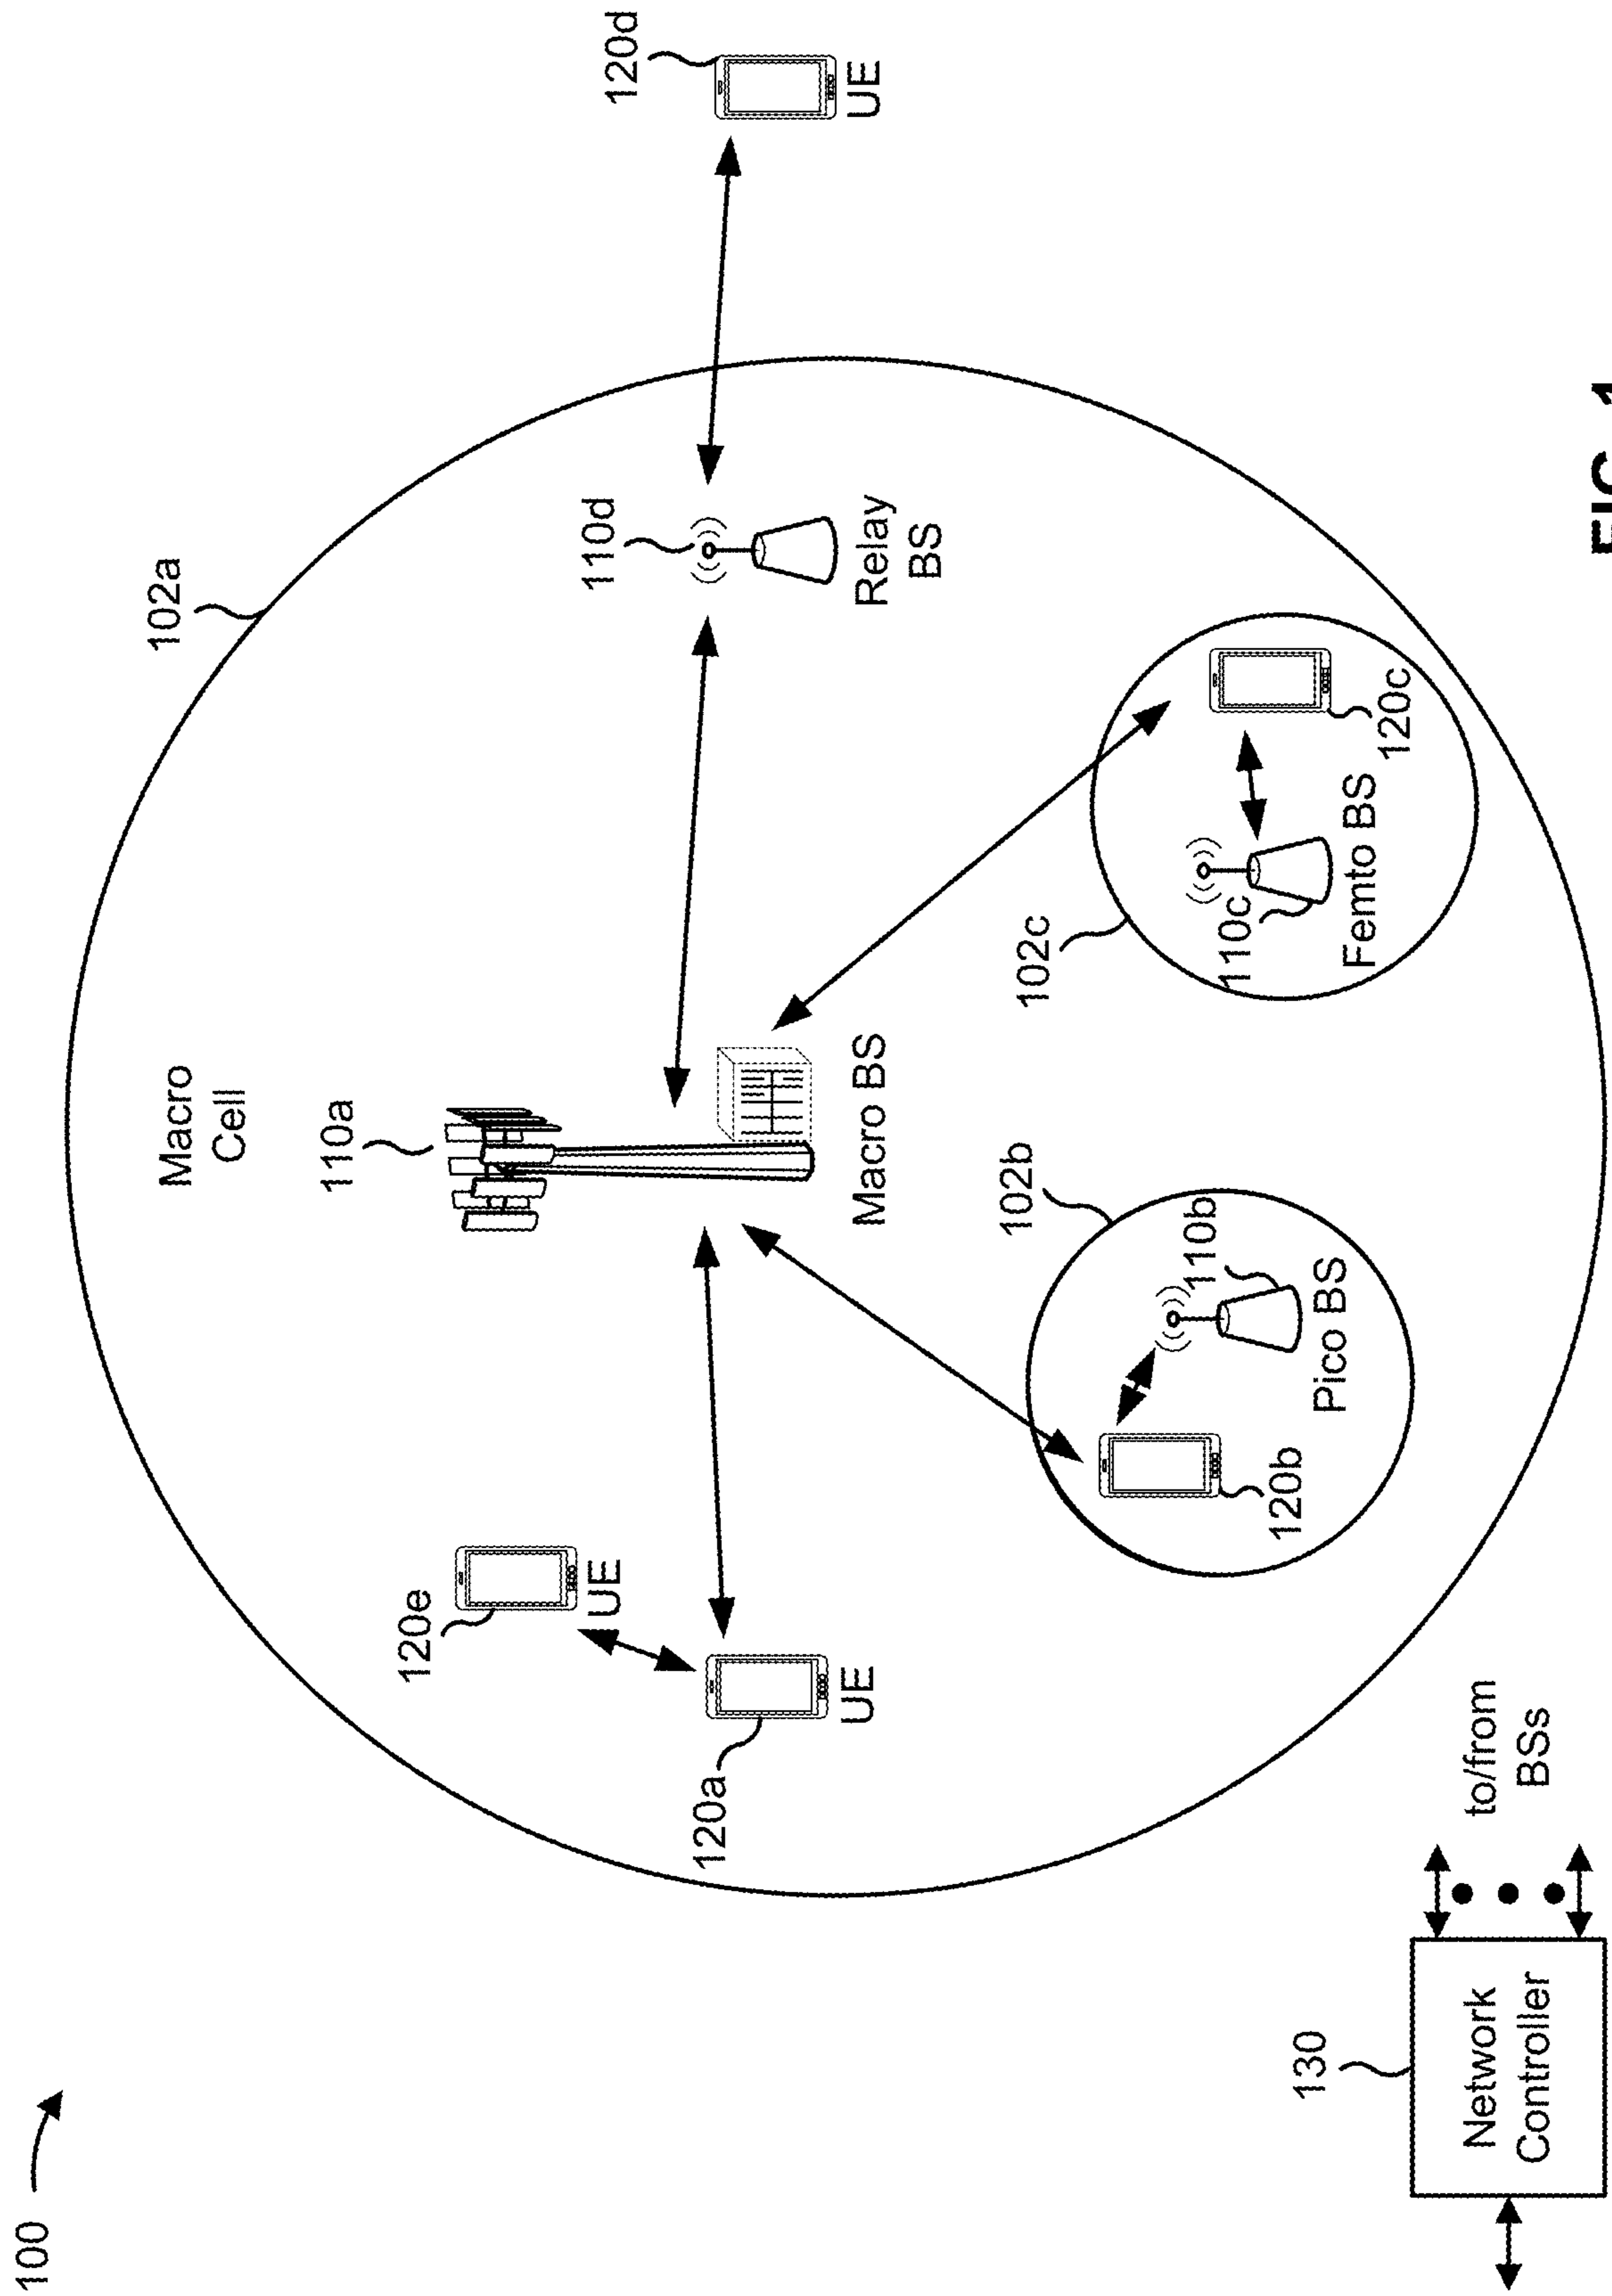 100
Macro
Cell
102a
110a
120d
UE
120e
UE
110d
Relay
BS
120a
UE
Macro BS
102b
102c
110b
Pico BS
120b
110c
Femto BS
120c
130
Network
Controller
to/from
BSs